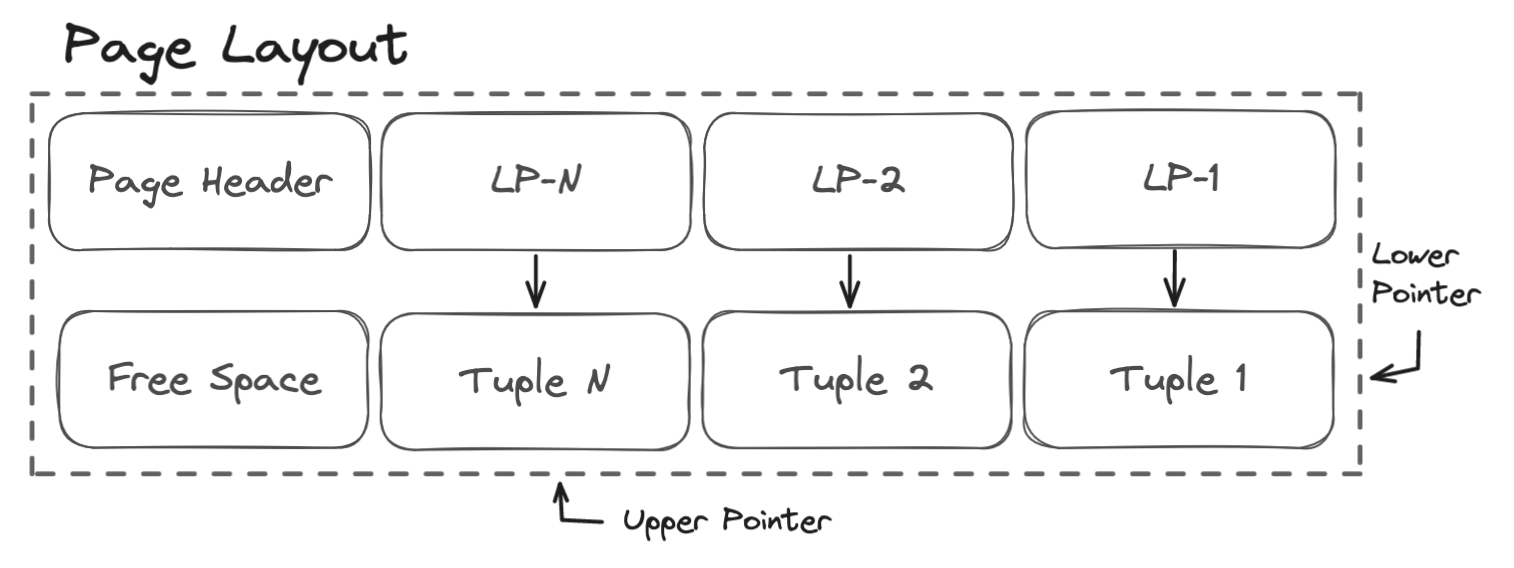 Page Layout
Page Header
LP-N
LP-2
LP-1
Lower
Pointer
Free Space
Tuple N
Tuple 2
Tuple 1
Upper Pointer